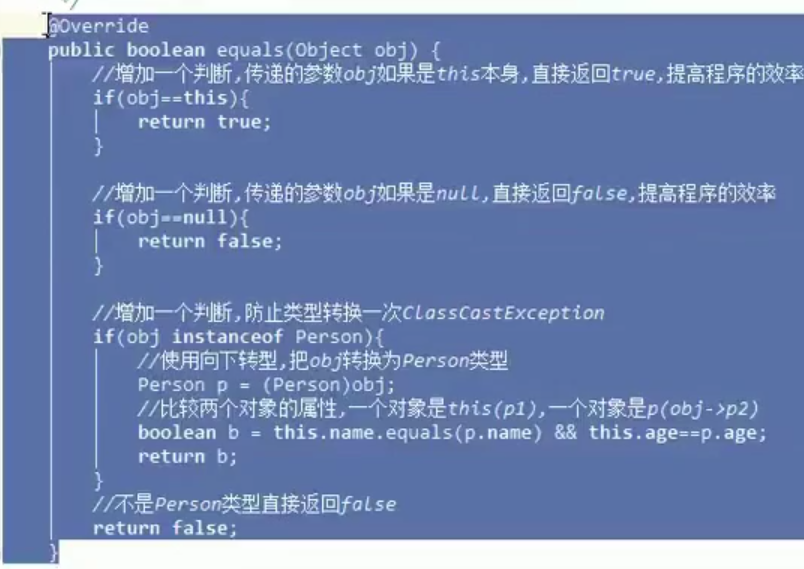 */
@Override
public boolean equals(Object obj) {
//增加一个判断,传递的参数obj如果是this本身,直接返回true,提高程序的效率
if(obj==this){
return true;
}
//增加一个判断,传递的参数obj如果是null,直接返回false,提高程序的效率
if(obj==null){
return false;
}
//增加一个判断,防止类型转换一次ClassCastException
if(obj instanceof Person){
//使用向下转型,把obj转换为Person类型
Person p = (Person)obj;
//比较两个对象的属性,一个对象是this(p1),一个对象是p(obj->p2)
boolean b = this.name.equals(p.name) && this.age==p.age;
return b;
}
//不是Person类型直接返回false
return false;
}